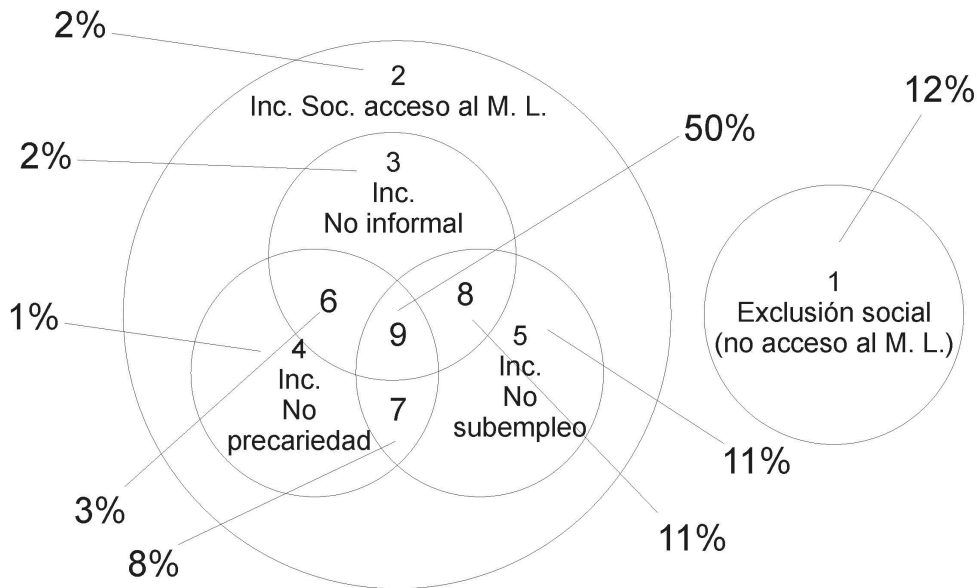 2%
2
Inc. Soc. acceso al M. L.
12%
50%
2%
3
Inc.
No informal
1
Exclusión social
(no acceso al M. L.)
6
8
1%
9
4
Inc.
No
precariedad
5
Inc.
No
subempleo
7
11%
3%
11%
8%